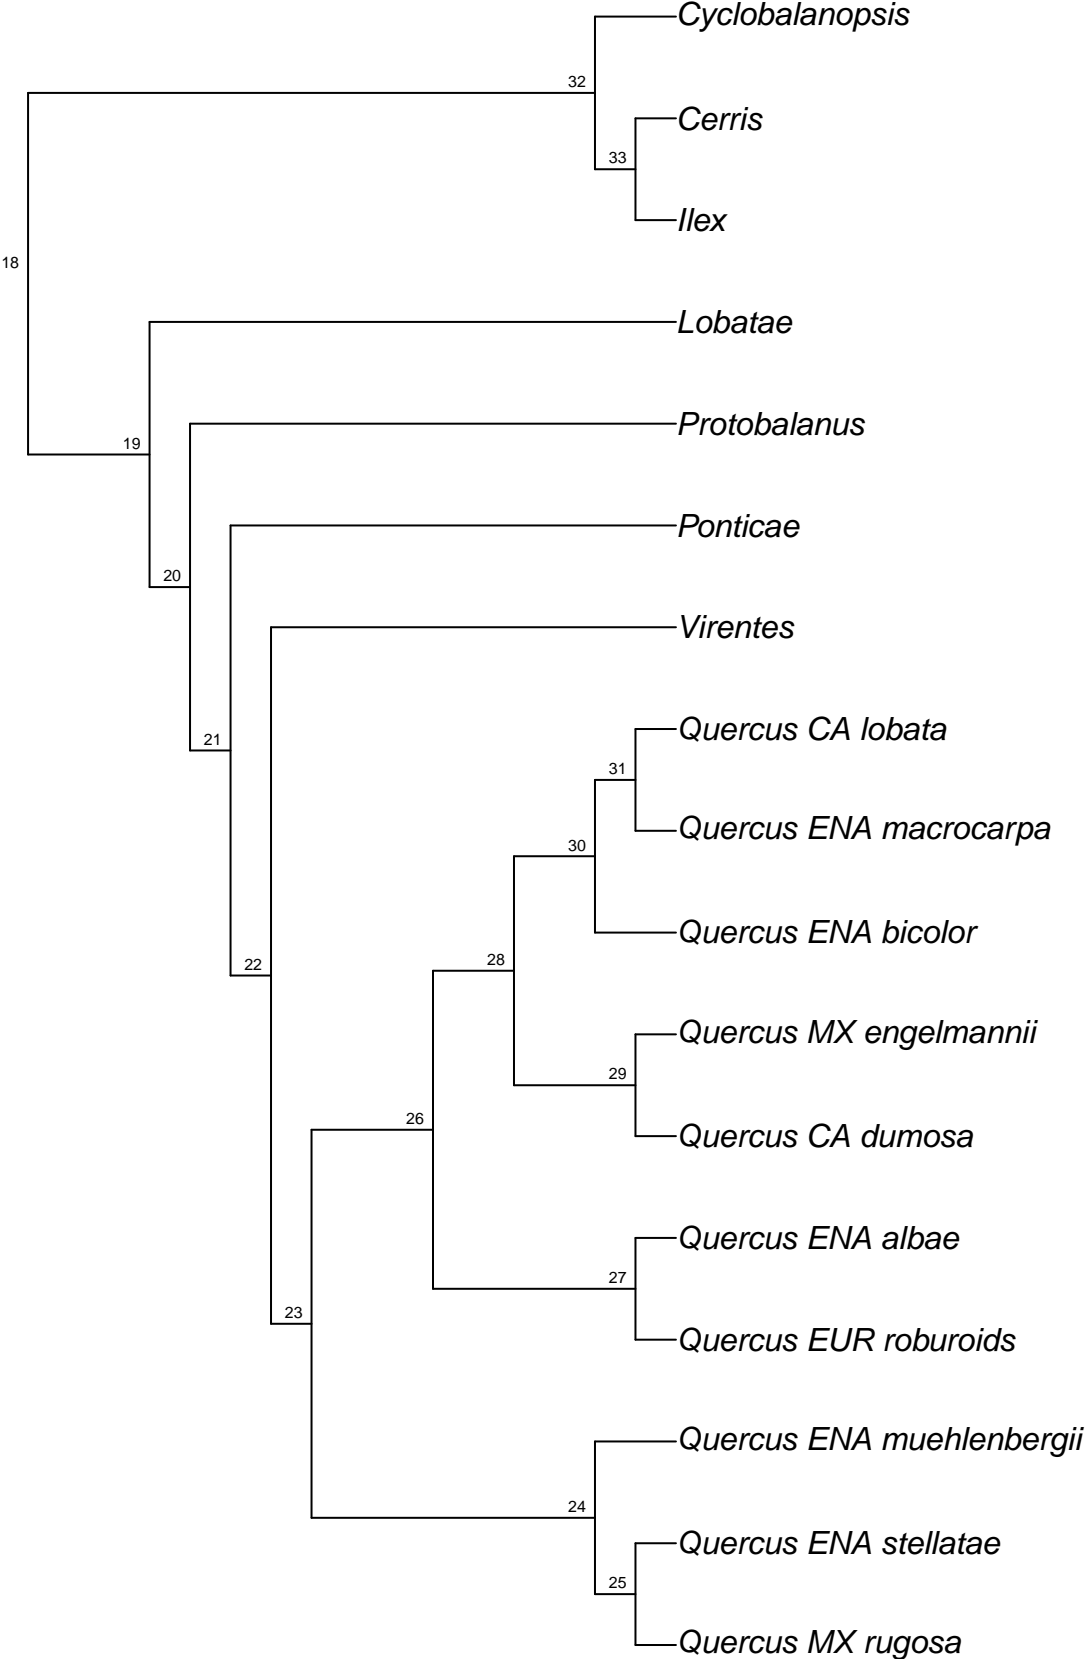 Cyclobalanopsis
32
Cerris
33
Ilex
18
Lobatae
Protobalanus
19
Ponticae
20
Virentes
Quercus CA lobata
21
31
Quercus ENA macrocarpa
30
Quercus ENA bicolor
28
22
Quercus MX engelmannii
29
26
Quercus CA dumosa
Quercus ENA albae
27
23
Quercus EUR roburoids
Quercus ENA muehlenbergii
24
Quercus ENA stellatae
25
Quercus MX rugosa